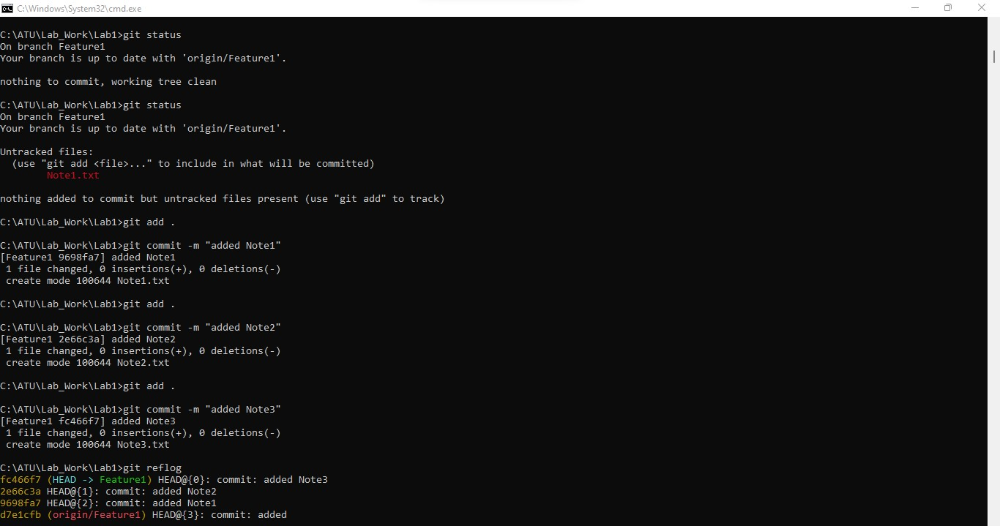 C:\Windows\System32\cmd.exe
C:\ATU\Lab_Work\Lab1>git status
On branch Feature1
Your branch is up to date with 'origin/Feature1'.
nothing to commit, working tree clean
C:\ATU\Lab_Work\Lab1>git status
On branch Feature1
Your branch is up to date with 'origin/Feature1'.
Untracked files:
  (use "git add <file>..." to include in what will be committed)
        Note1.txt
nothing added to commit but untracked files present (use "git add" to track)
C:\ATU\Lab_Work\Lab1>git add .
C:\ATU\Lab_Work\Lab1>git commit -m "added Note1"
[Feature1 9698fa7] added Note1
 1 file changed, 0 insertions(+), 0 deletions(-)
 create mode 100644 Note1.txt
C:\ATU\Lab_Work\Lab1>git add .
C:\ATU\Lab_Work\Lab1>git commit -m "added Note2"
[Feature1 2e66c3a] added Note2
 1 file changed, 0 insertions(+), 0 deletions(-)
 create mode 100644 Note2.txt
C:\ATU\Lab_Work\Lab1>git add .
C:\ATU\Lab_Work\Lab1>git commit -m "added Note3"
[Feature1 fc466f7] added Note3
 1 file changed, 0 insertions(+), 0 deletions(-)
 create mode 100644 Note3.txt
C:\ATU\Lab_Work\Lab1>git reflog
fc466f7 (HEAD -> Feature1) HEAD@{0}: commit: added Note3
2e66c3a HEAD@{1}: commit: added Note2
9698fa7 HEAD@{2}: commit: added Note1
d7e1cfb (origin/Feature1) HEAD@{3}: commit: added